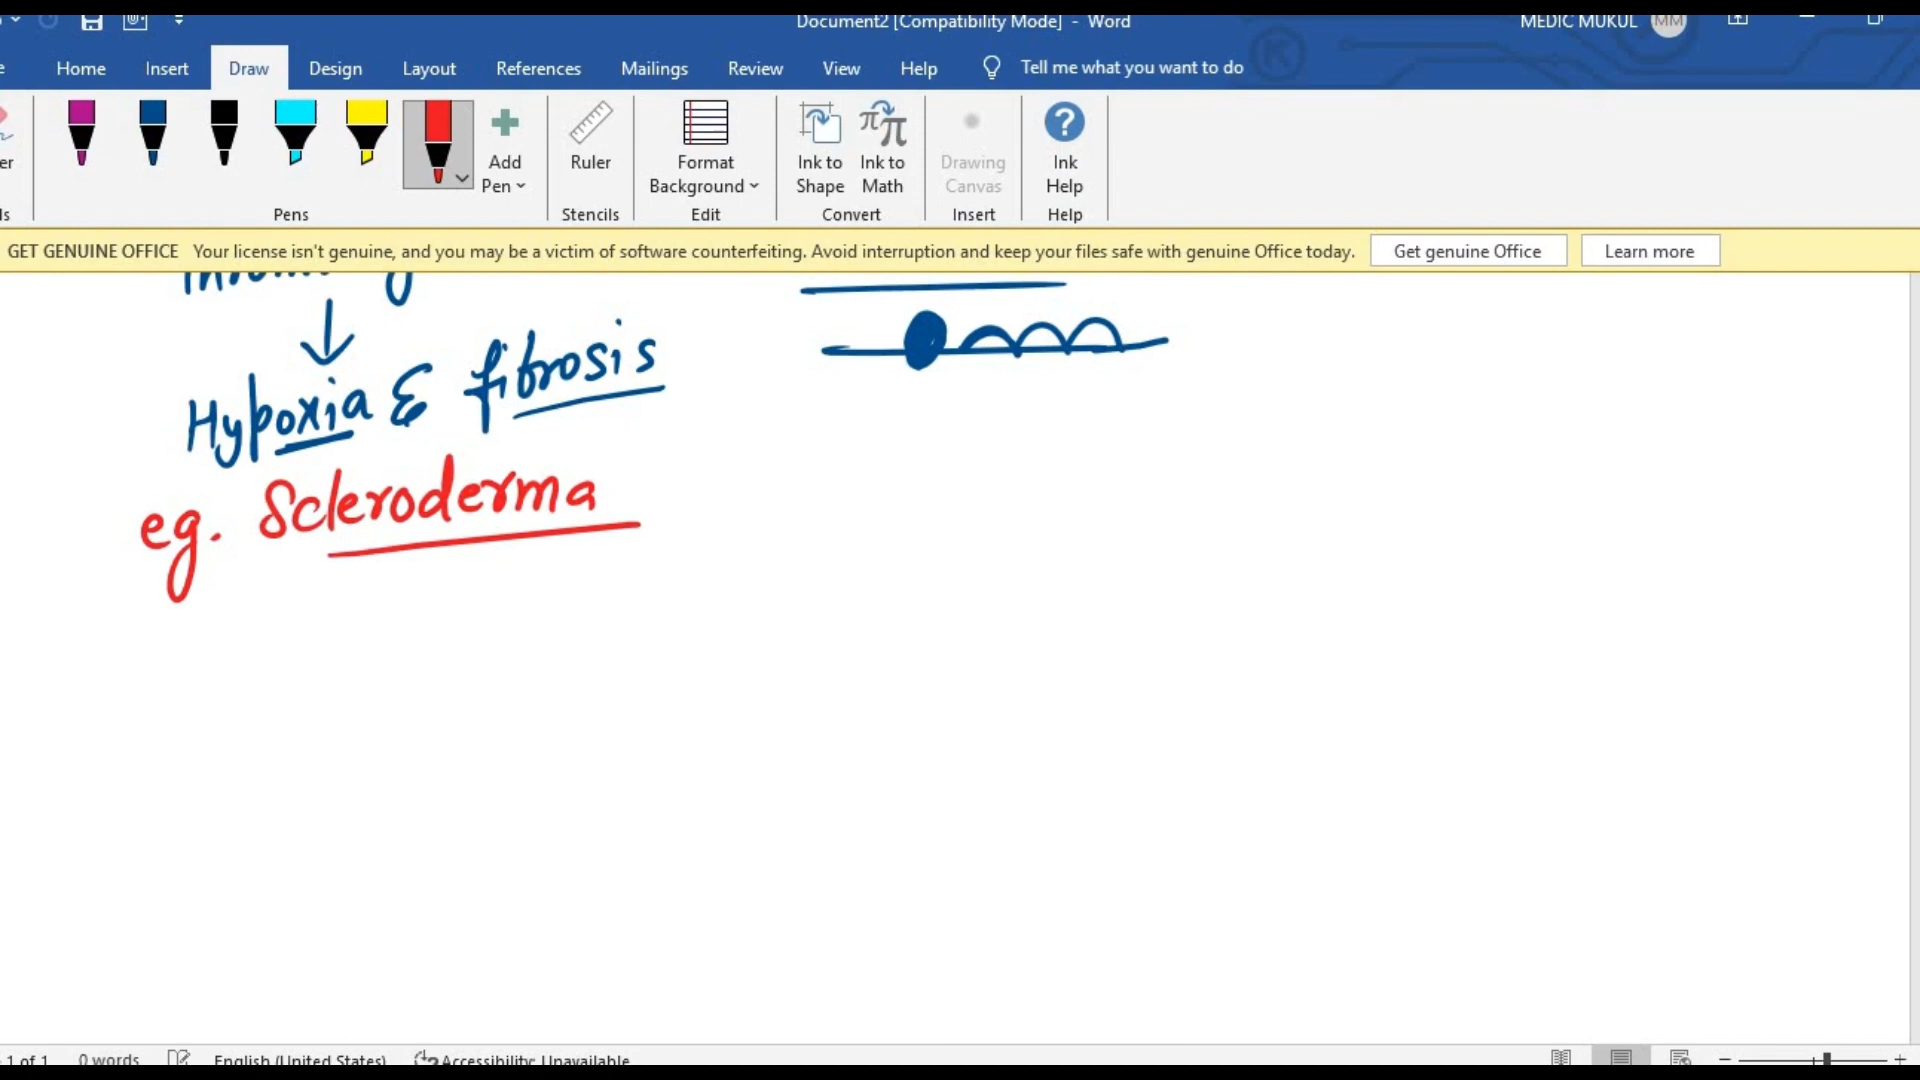 Document2 [Compatibility Mode] - Word
MEDIC MUKUL MM
Home Insert Draw Design Layout References Mailings Review View Help Tell me what you want to do
Add Pen
Ruler
Format Background
Ink to Shape
Ink to Math
Drawing Canvas
Ink Help
Pens Stencils Edit Convert Insert Help
GET GENUINE OFFICE Your license isn't genuine, and you may be a victim of software counterfeiting. Avoid interruption and keep your files safe with genuine Office today. Get genuine Office Learn more
Hypoxia & fibrosis
eg. Scleroderma
1 of 1 0 words English (United States) Accessibility: Unavailable